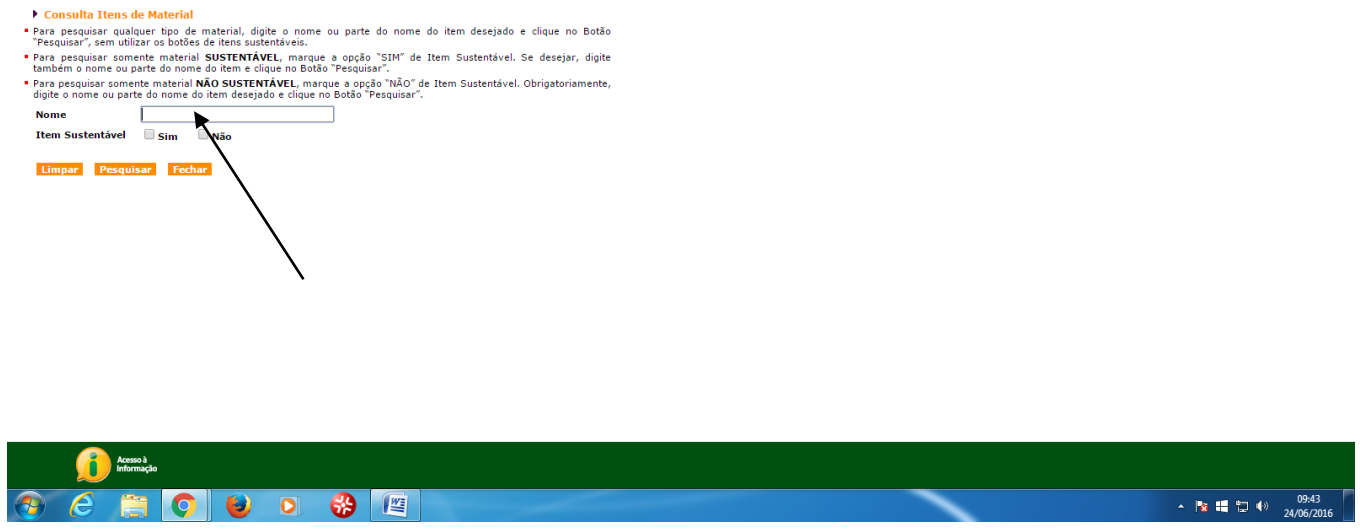 Consulta Itens de Material
Para pesquisar qualquer tipo de material, digite o nome ou parte do nome do item desejado e clique no Botão
"Pesquisar", sem utilizar os botões de itens sustentáveis.
Para pesquisar somente material SUSTENTÁVEL, marque a opção "SIM" de Item Sustentável. Se desejar, digite
também o nome ou parte do nome do item e clique no Botão "Pesquisar".
Para pesquisar somente material NÃO SUSTENTÁVEL, marque a opção "NÃO" de Item Sustentável. Obrigatoriamente,
digite o nome ou parte do nome do item desejado e clique no Botão "Pesquisar".
Nome
Item Sustentável Sim Não
Limpar Pesquisar Fechar
Acesso à
Informação
09:43
24/06/2016